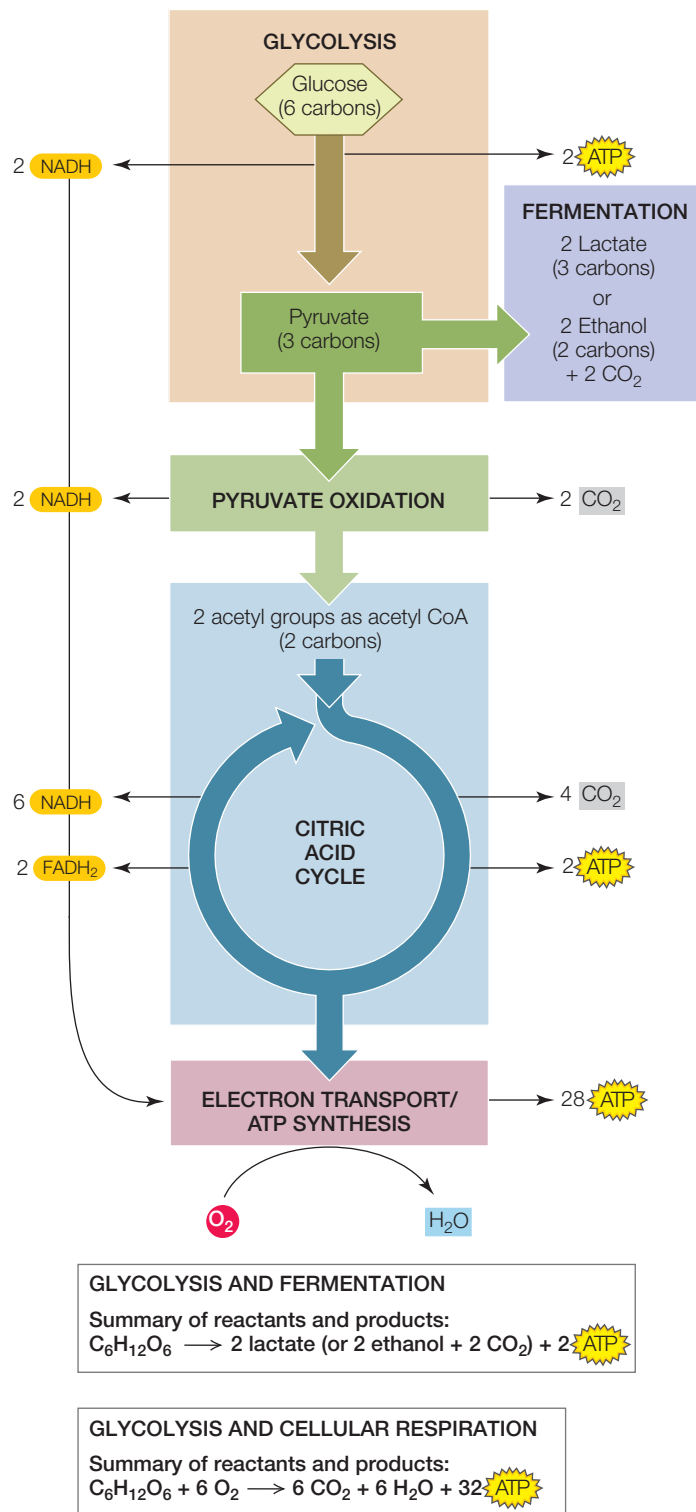 GLYCOLYSIS
Glucose
(6 carbons)
2 NADH
2 ATP
FERMENTATION
2 Lactate
(3 carbons)
or
2 Ethanol
(2 carbons)
+ 2 CO₂
Pyruvate
(3 carbons)
2 NADH
PYRUVATE OXIDATION
2 CO₂
2 acetyl groups as acetyl CoA
(2 carbons)
6 NADH
4 CO₂
CITRIC
ACID
CYCLE
2 FADH₂
2 ATP
ELECTRON TRANSPORT/
ATP SYNTHESIS
28 ATP
O₂
H₂O
GLYCOLYSIS AND FERMENTATION
Summary of reactants and products:
C₆H₁₂O₆ → 2 lactate (or 2 ethanol + 2 CO₂) + 2 ATP
GLYCOLYSIS AND CELLULAR RESPIRATION
Summary of reactants and products:
C₆H₁₂O₆ + 6 O₂ → 6 CO₂ + 6 H₂O + 32 ATP